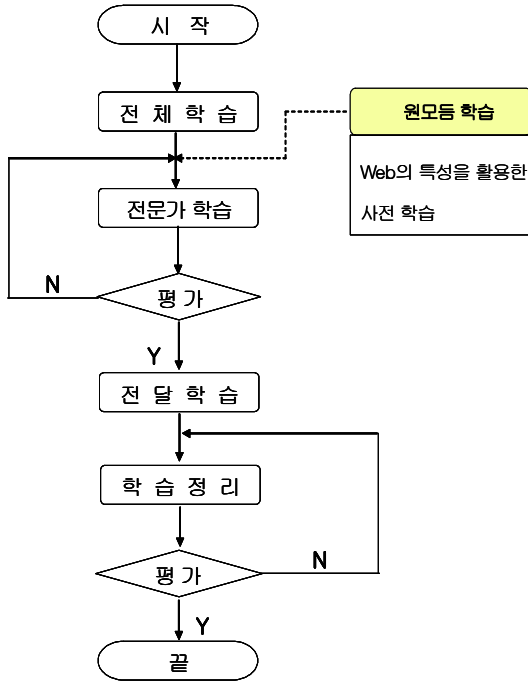 시 작
전 체 학 습
원모둠 학습
Web의 특성을 활용한
사전 학습
전문가 학습
N
평 가
Y
전 달 학 습
학 습 정 리
N
평 가
Y
끝